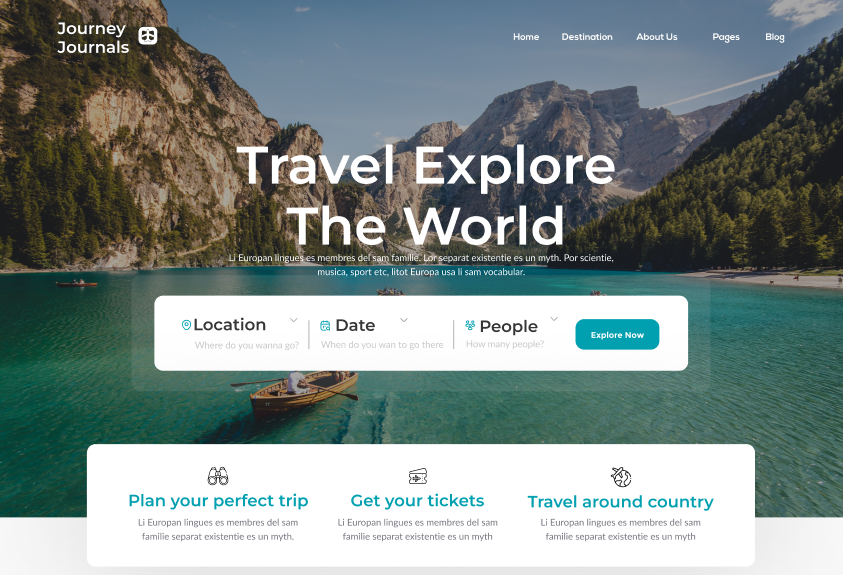 Journey
Journals
Home Destination About Us Pages Blog
Travel Explore
The World
Li Europan lingues es membres del sam familie. Lor separat existentie es un myth. Por scientie,
musica, sport etc, litot Europa usa li sam vocabular.
Location Date People
Where do you wanna go? When do you wan to go there How many people?
Explore Now
Plan your perfect trip
Li Europan lingues es membres del sam
familie separat existentie es un myth.
Get your tickets
Li Europan lingues es membres del sam
familie separat existentie es un myth
Travel around country
Li Europan lingues es membres del sam
familie separat existentie es un myth